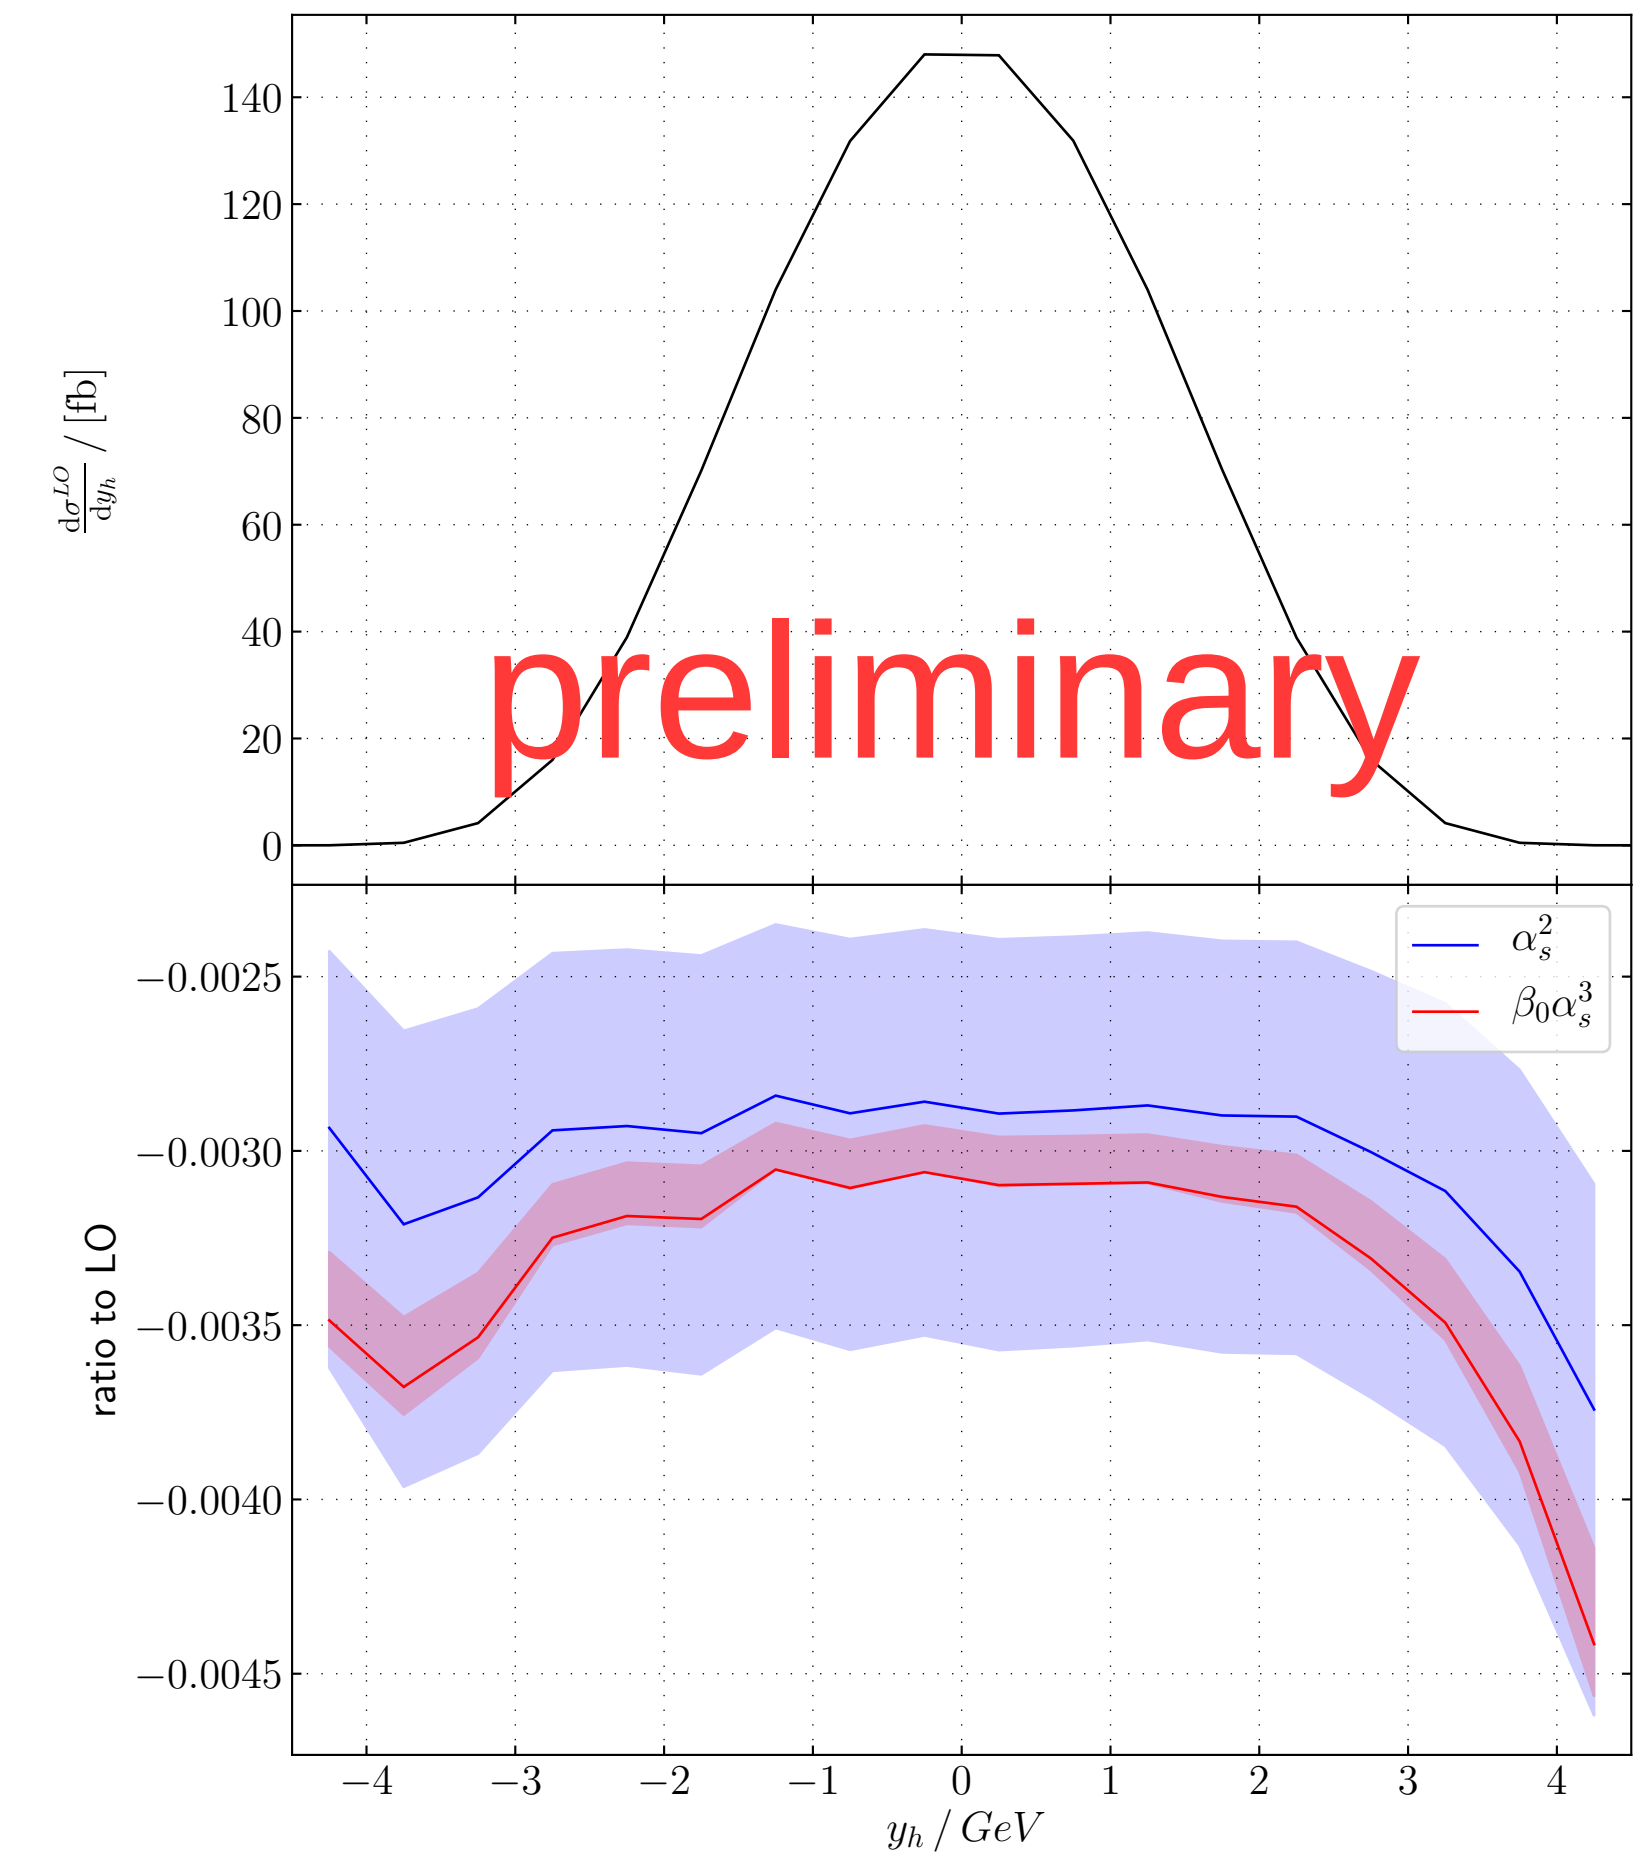 140
120
100
80
60
40
20
0
dσ^{LO}/dy_h / [fb]
preliminary
α_s^2
β_0α_s^3
−0.0025
−0.0030
−0.0035
−0.0040
−0.0045
ratio to LO
−4 −3 −2 −1 0 1 2 3 4
y_h / GeV